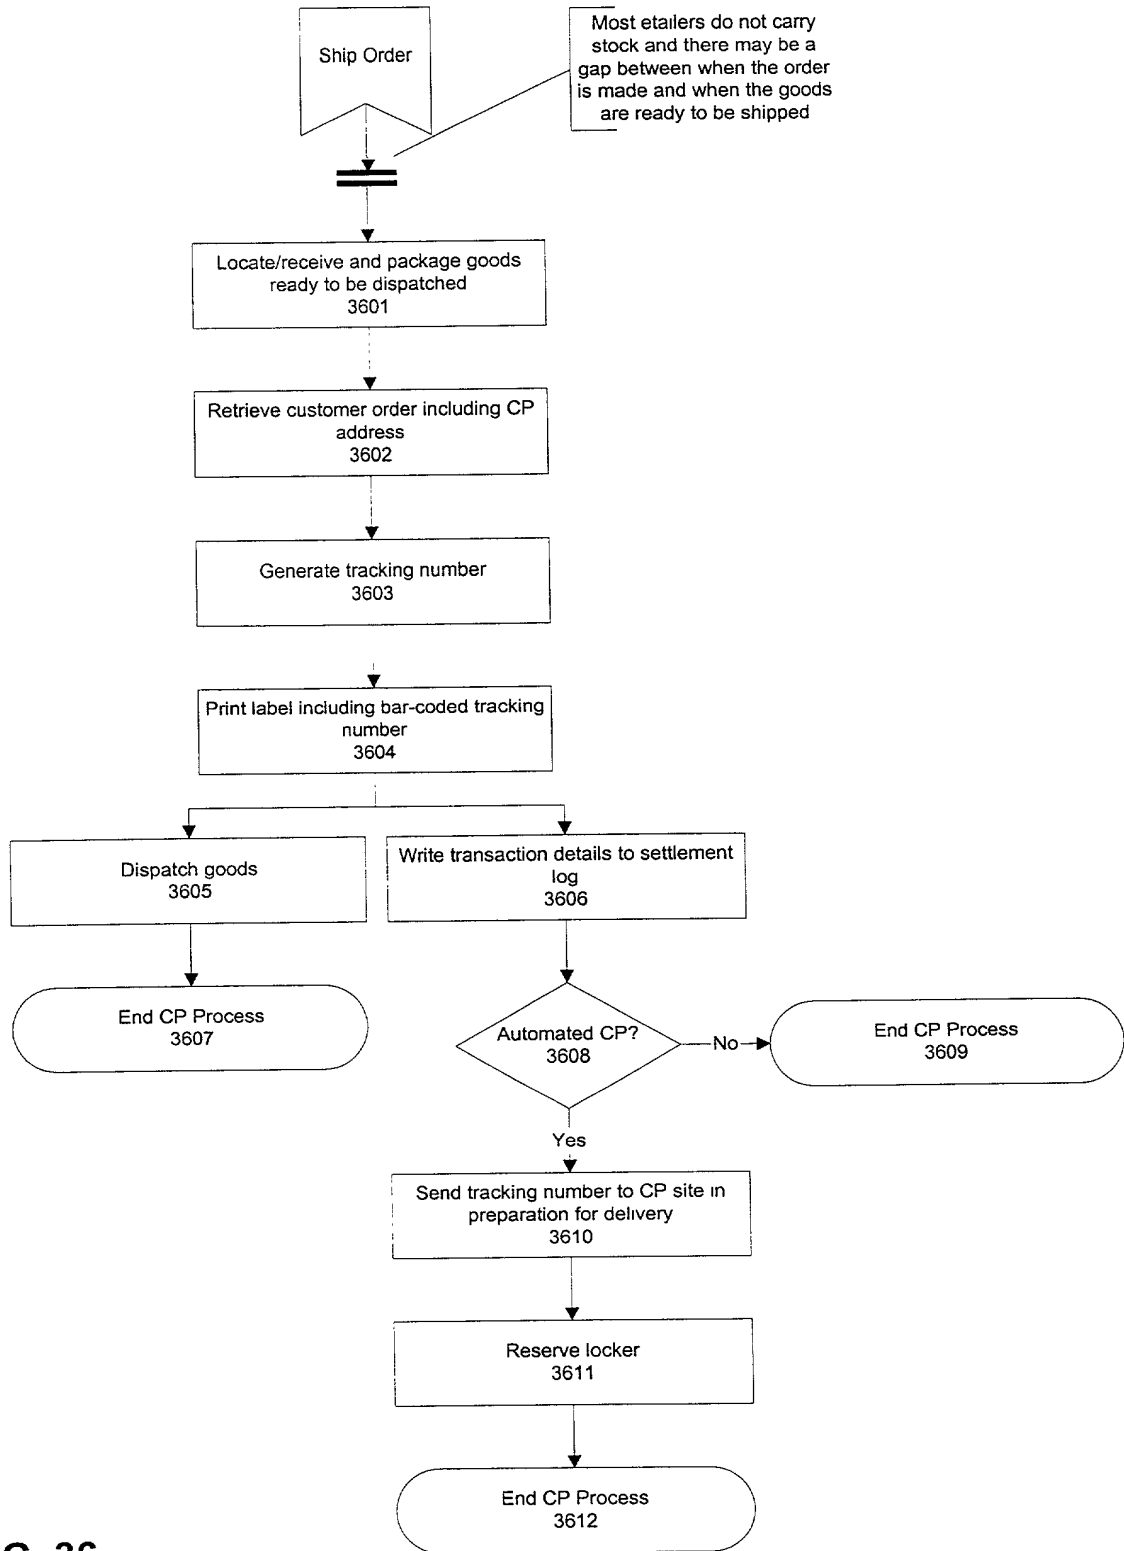 Ship Order
Most etailers do not carry
stock and there may be a
gap between when the order
is made and when the goods
are ready to be shipped
Locate/receive and package goods
ready to be dispatched
3601
Retrieve customer order including CP
address
3602
Generate tracking number
3603
Print label including bar-coded tracking
number
3604
Dispatch goods
3605
Write transaction details to settlement
log
3606
End CP Process
3607
Automated CP?
3608
No
End CP Process
3609
Yes
Send tracking number to CP site in
preparation for delivery
3610
Reserve locker
3611
End CP Process
3612